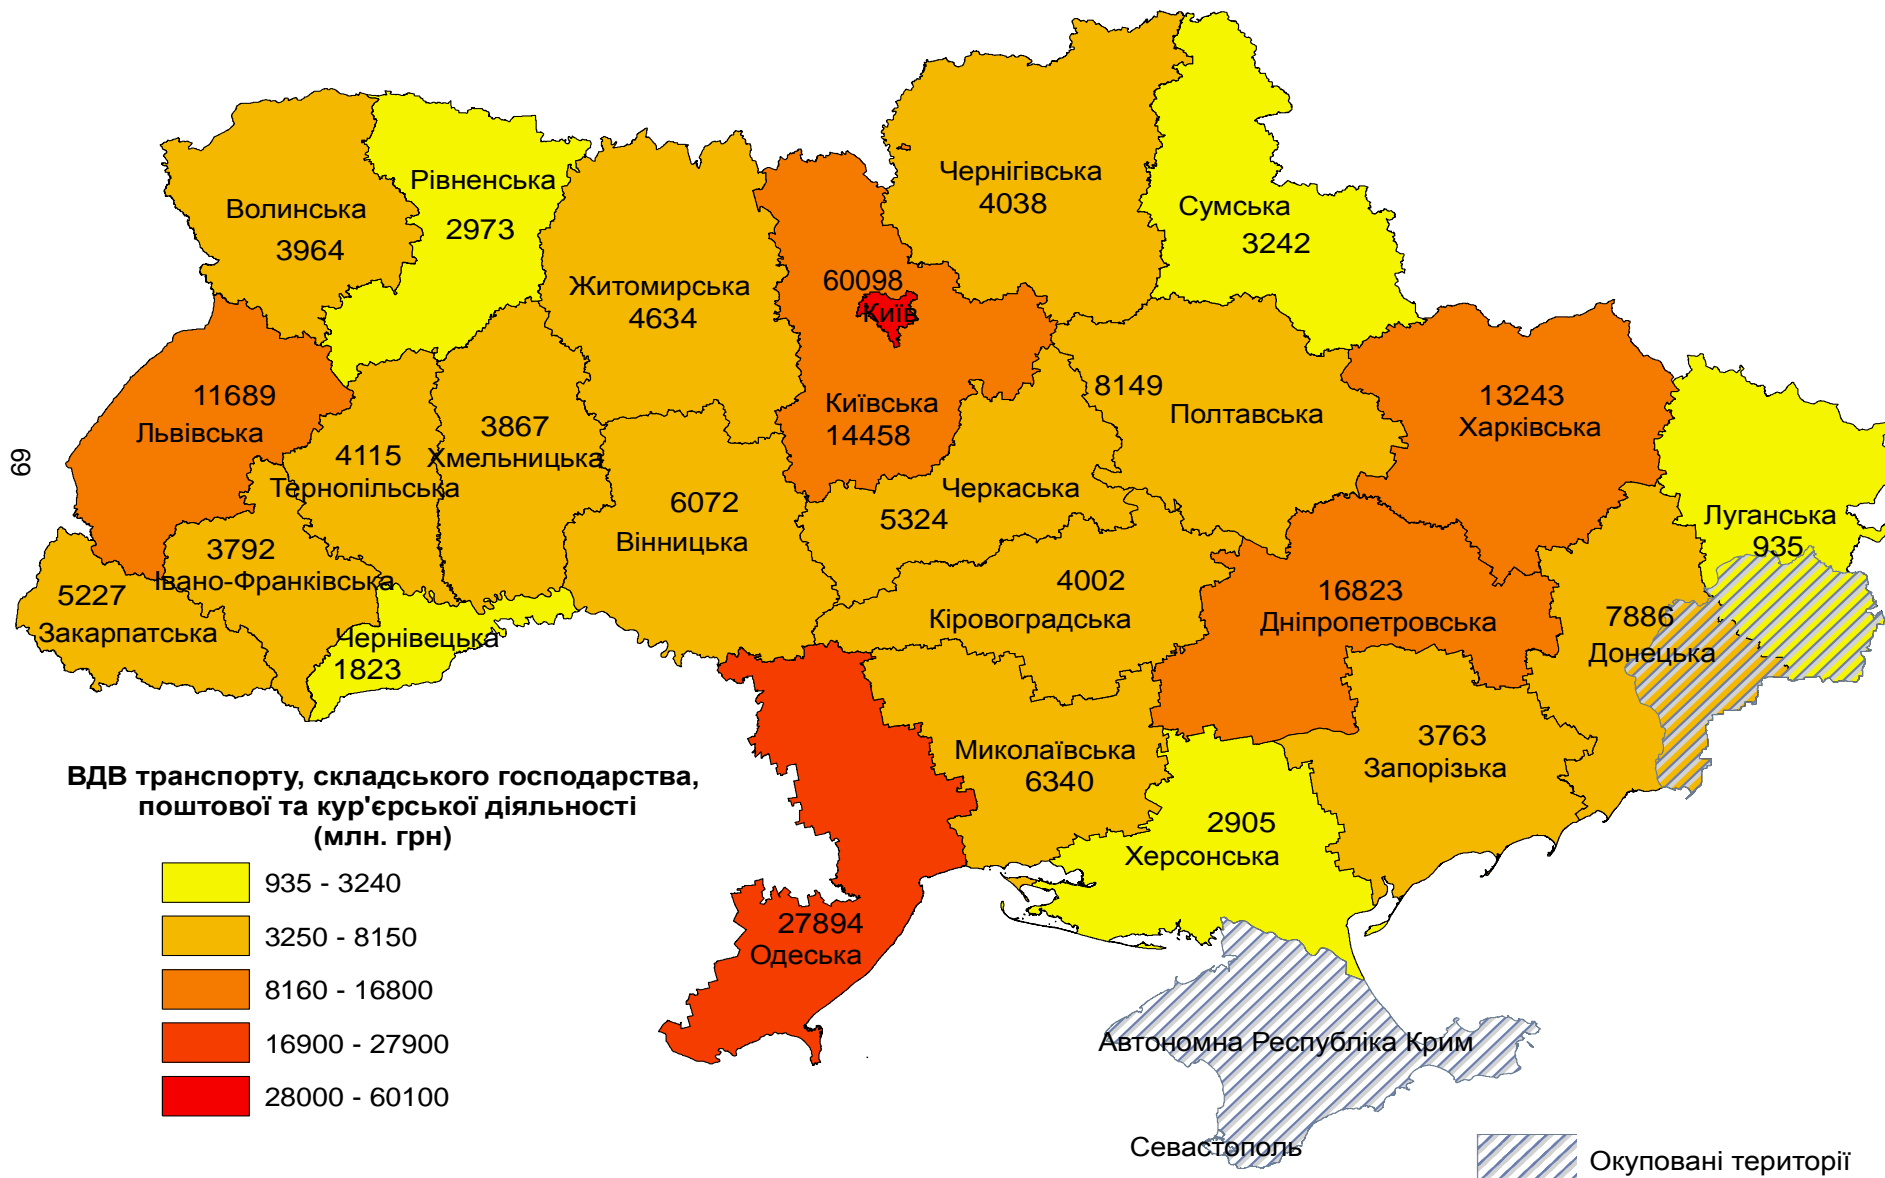 Чернігівська
4038
Рівненська
2973
Волинська
3964
Сумська
3242
Житомирська
4634
60098
Київ
11689
Львівська
Київська
14458
8149
Полтавська
13243
Харківська
3867
Хмельницька
4115
Тернопільська
69
Черкаська
5324
6072
Вінницька
Луганська
935
3792
Івано-Франківська
5227
Закарпатська
4002
Кіровоградська
16823
Дніпропетровська
7886
Донецька
Чернівецька
1823
Миколаївська
6340
3763
Запорізька
2905
Херсонська
27894
Одеська
ВДВ транспорту, складського господарства,
поштової та кур'єрської діяльності
(млн. грн)
935 - 3240
3250 - 8150
8160 - 16800
16900 - 27900
28000 - 60100
Автономна Республіка Крим
Севастополь
Окуповані території